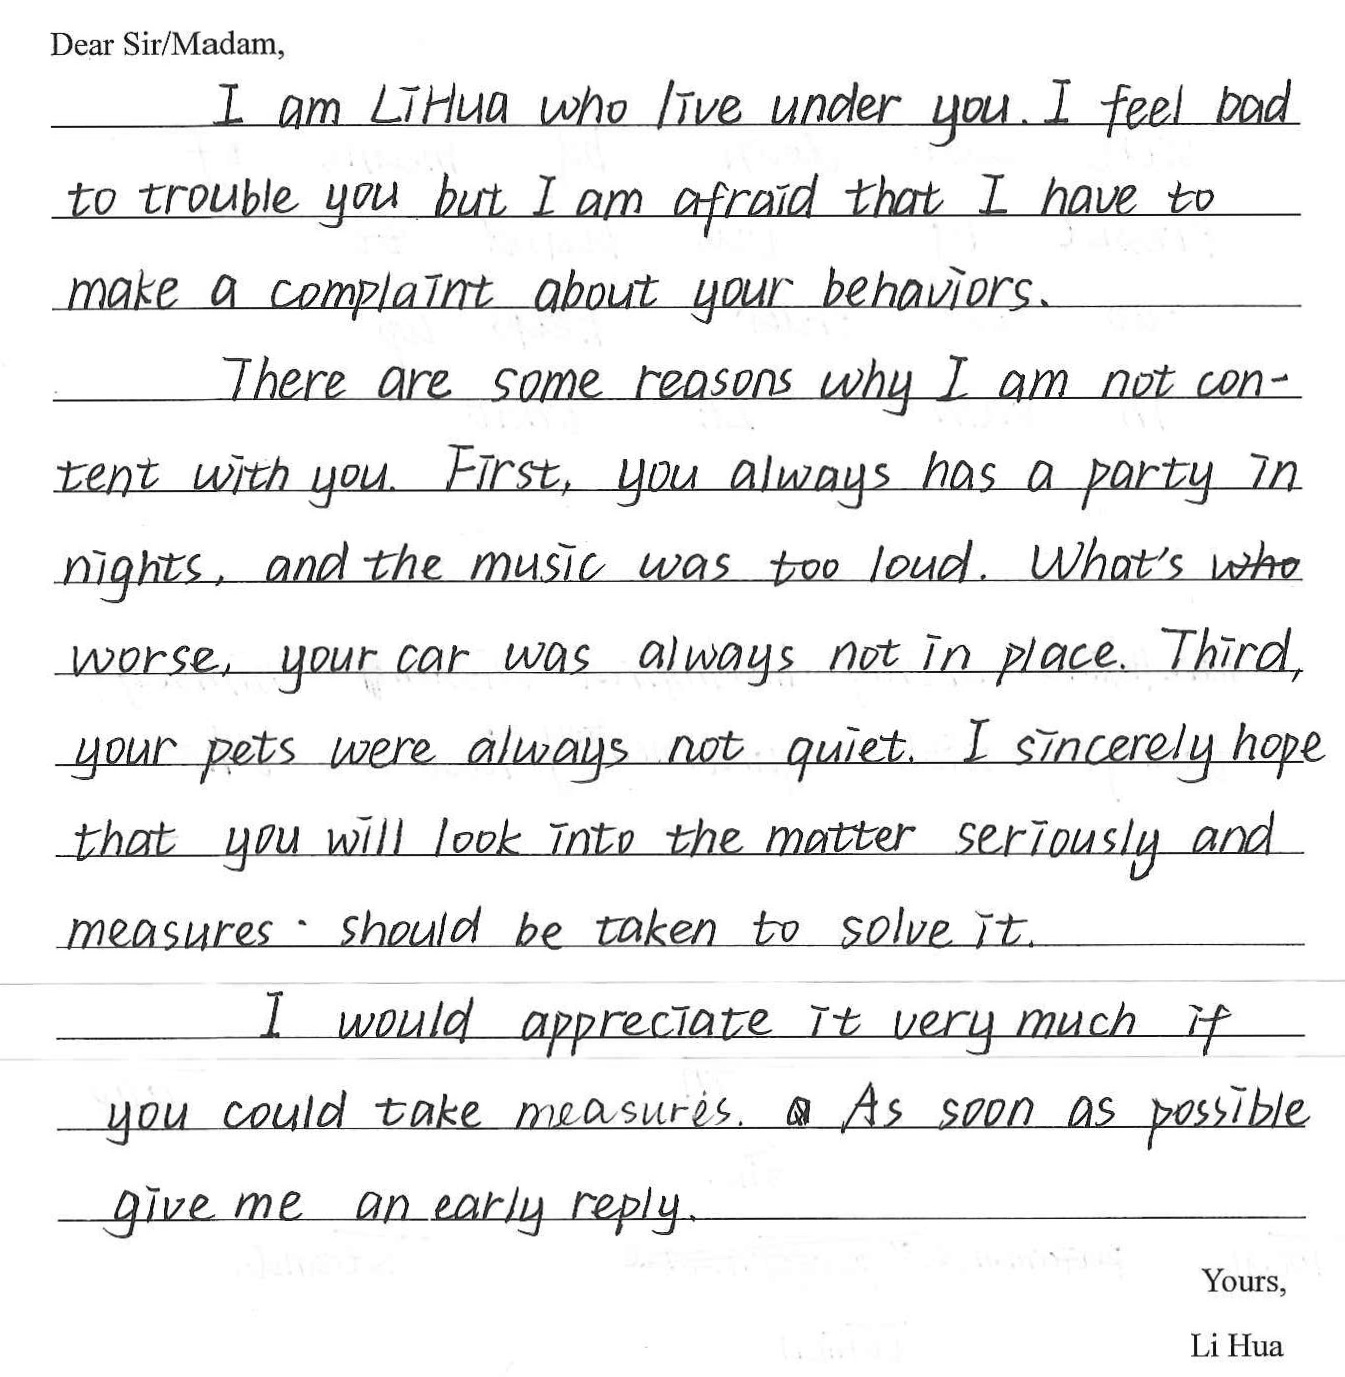 Dear Sir/Madam,
I am LiHua who live under you. I feel bad
to trouble you but I am afraid that I have to
make a complaint about your behaviors.
There are some reasons why I am not con-
tent with you. First, you always has a party in
nights, and the music was too loud. What's who
worse, your car was always not in place. Third,
your pets were always not quiet. I sincerely hope
that you will look into the matter seriously and
measures should be taken to solve it.
I would appreciate it very much if
you could take measures. As soon as possible
give me an early reply.
Yours,
Li Hua